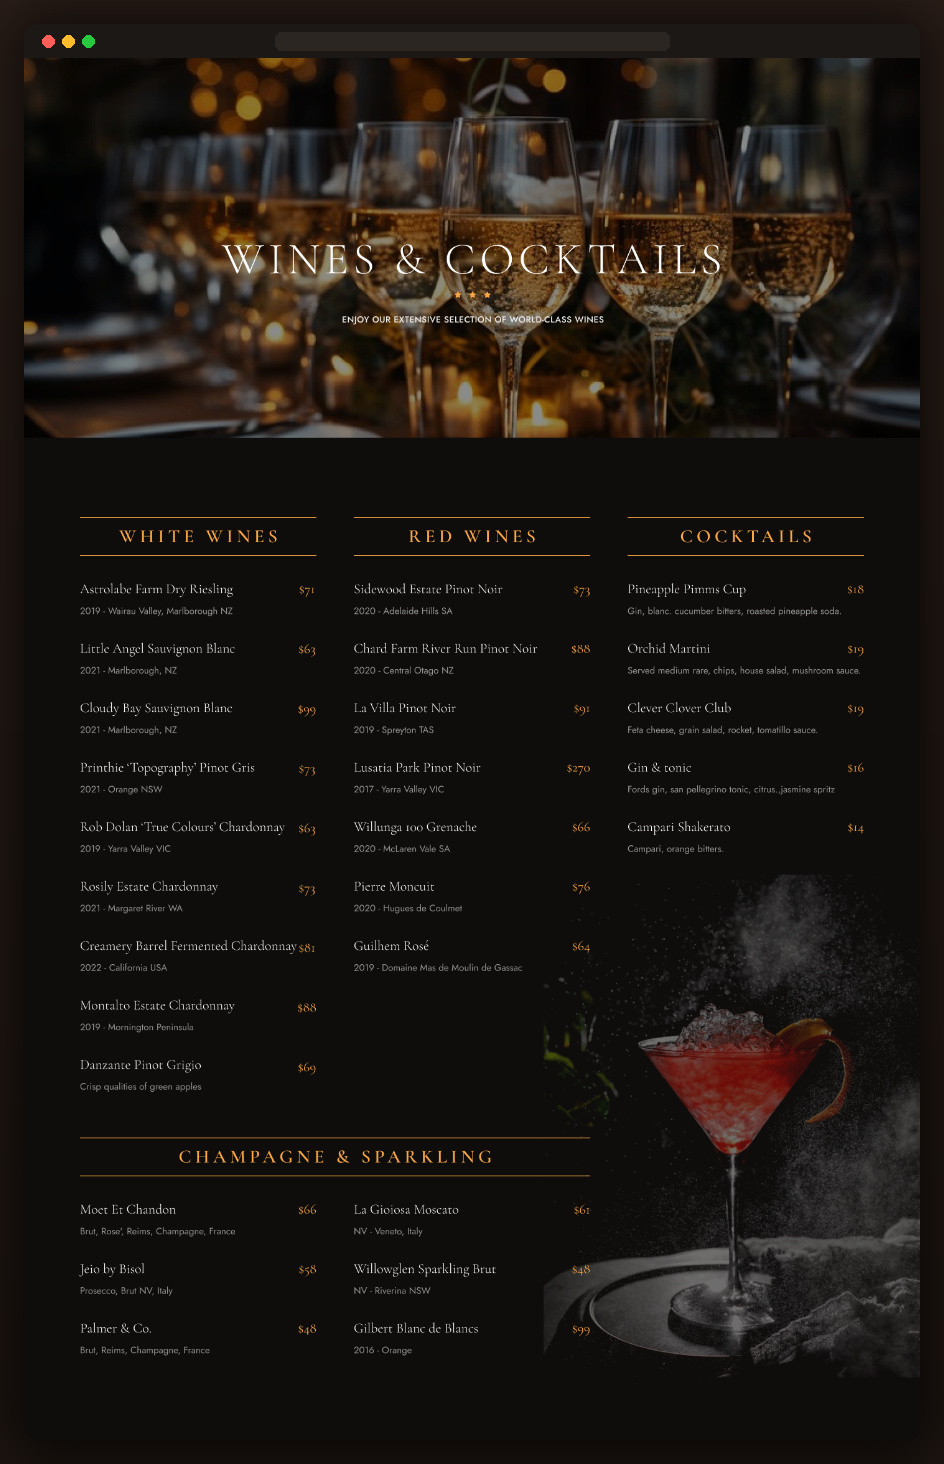 WINES & COCKTAILS
ENJOY OUR EXTENSIVE SELECTION OF WORLD-CLASS WINES
WHITE WINES
Astrolabe Farm Dry Riesling $71
2019 - Wairau Valley, Marlborough NZ
Little Angel Sauvignon Blanc $63
2021 - Marlborough, NZ
Cloudy Bay Sauvignon Blanc $99
2021 - Marlborough, NZ
Printhie ‘Topography’ Pinot Gris $73
2021 - Orange NSW
Rob Dolan ‘True Colours’ Chardonnay $63
2019 - Yarra Valley VIC
Rosily Estate Chardonnay $73
2021 - Margaret River WA
Creamery Barrel Fermented Chardonnay $81
2022 - California USA
Montalto Estate Chardonnay $88
2019 - Mornington Peninsula
Danzante Pinot Grigio $69
Crisp qualities of green apples
RED WINES
Sidewood Estate Pinot Noir $73
2020 - Adelaide Hills SA
Chard Farm River Run Pinot Noir $88
2020 - Central Otago NZ
La Villa Pinot Noir $91
2019 - Spreyton TAS
Lusatia Park Pinot Noir $270
2017 - Yarra Valley VIC
Willunga 100 Grenache $66
2020 - McLaren Vale SA
Pierre Moncuit $76
2020 - Hugues de Coulmet
Guilhem Rosé $64
2019 - Domaine Mas de Moulin de Gassac
COCKTAILS
Pineapple Pimms Cup $18
Gin, blanc. cucumber bitters, roasted pineapple soda.
Orchid Martini $19
Served medium rare, chips, house salad, mushroom sauce.
Clever Clover Club $19
Feta cheese, grain salad, rocket, tomatillo sauce.
Gin & tonic $16
Fords gin, san pellegrino tonic, citrus.,jasmine spritz
Campari Shakerato $14
Campari, orange bitters.
CHAMPAGNE & SPARKLING
Moet Et Chandon $66
Brut, Rose', Reims, Champagne, France
Jeio by Bisol $58
Prosecco, Brut NV, Italy
Palmer & Co. $48
Brut, Reims, Champagne, France
La Gioiosa Moscato $61
NV - Veneto, Italy
Willowglen Sparkling Brut $48
NV - Riverina NSW
Gilbert Blanc de Blancs $99
2016 - Orange